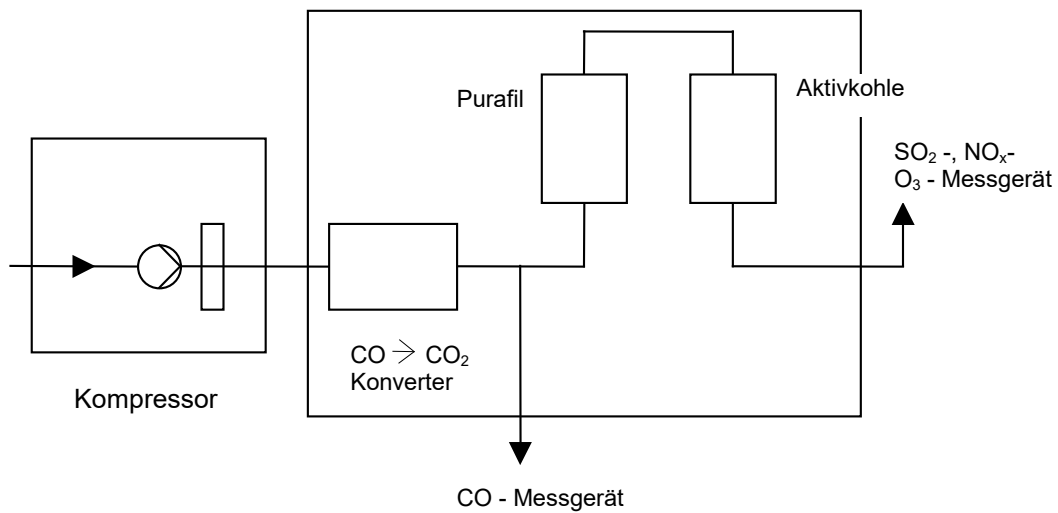 Purafil
Aktivkohle
SO₂ -, NOₓ-
O₃ - Messgerät
CO → CO₂
Konverter
Kompressor
CO - Messgerät